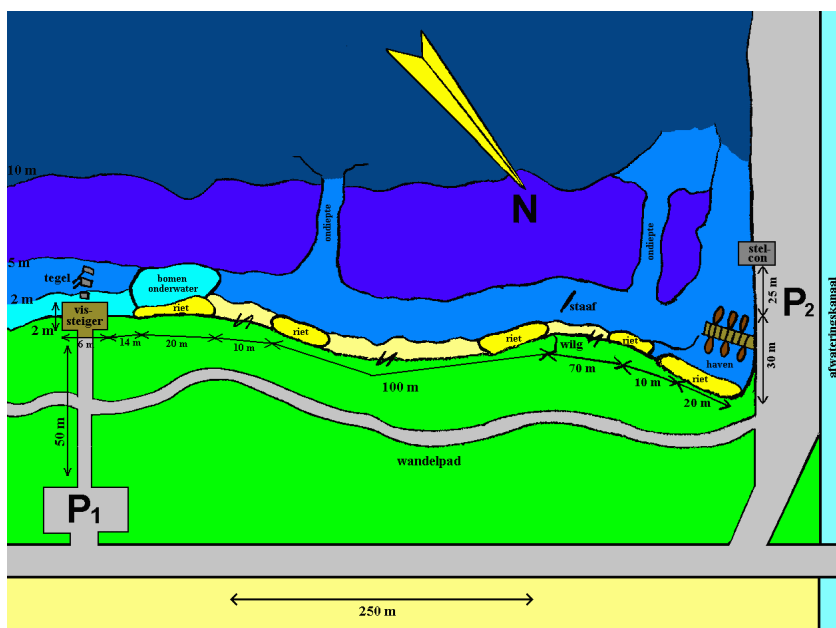 N
10 m
5 m
2 m
2 m
tegel
vis-
steiger
bomen
onderwater
riet
ondiepte
riet
riet
staaf
wilg
ondiepte
riet
riet
stel-
con
P2
25 m
30 m
haven
afwateringskanaal
6 m
14 m
20 m
10 m
100 m
70 m
10 m
20 m
50 m
wandelpad
P1
250 m